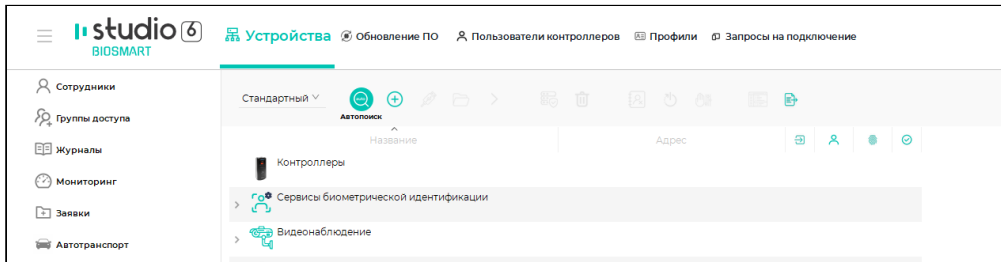 studio 6
BIOSMART
Устройства Обновление ПО Пользователи контроллеров Профили Запросы на подключение
Сотрудники
Группы доступа
Журналы
Мониторинг
Заявки
Автотранспорт
Стандартный
Автопоиск
Название Адрес
Контроллеры
Сервисы биометрической идентификации
Видеонаблюдение